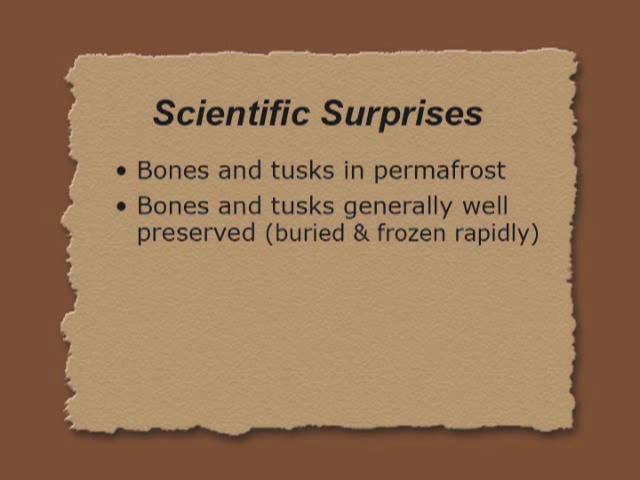 Scientific Surprises
• Bones and tusks in permafrost
• Bones and tusks generally well
preserved (buried & frozen rapidly)